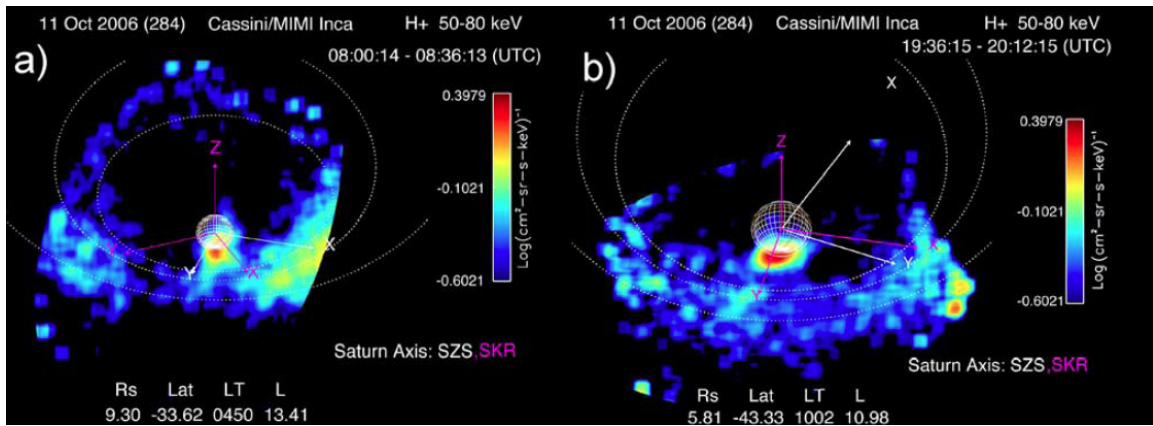 11 Oct 2006 (284) Cassini/MIMI Inca H+ 50-80 keV
08:00:14 - 08:36:13 (UTC)
a)
0.3979
-0.1021
-0.6021
Log(cm²-sr-s-keV)⁻¹
Z
Y
X
Y
X
Saturn Axis: SZS,SKR
Rs Lat LT L
9.30 -33.62 0450 13.41
11 Oct 2006 (284) Cassini/MIMI Inca H+ 50-80 keV
19:36:15 - 20:12:15 (UTC)
b)
X
0.3979
-0.1021
-0.6021
Log (cm²-sr-s-keV)⁻¹
Z
X
Y
Y
Saturn Axis: SZS,SKR
Rs Lat LT L
5.81 -43.33 1002 10.98